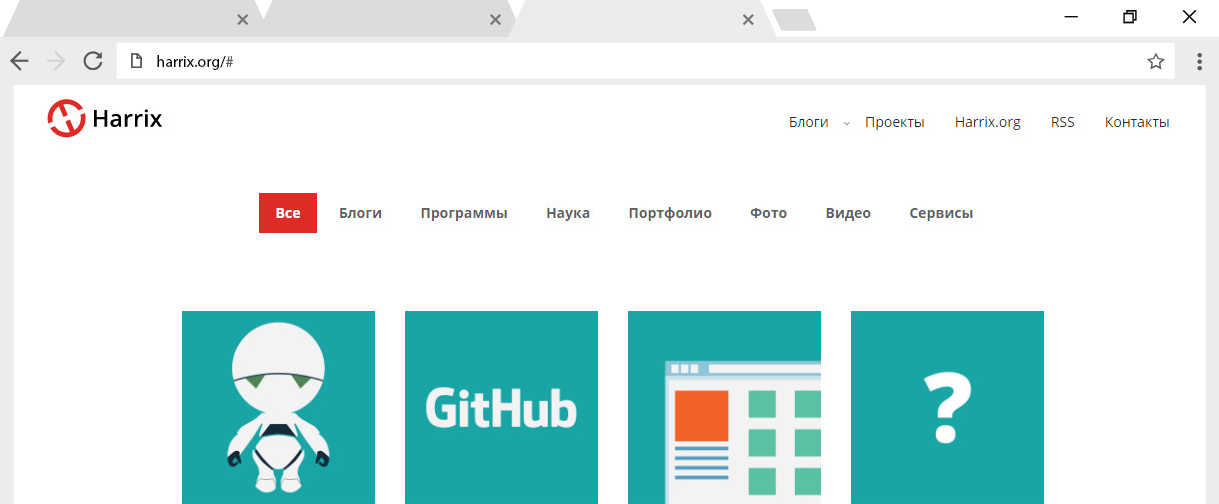 harrix.org/#
Harrix
Блоги Проекты Harrix.org RSS Контакты
Все Блоги Программы Наука Портфолио Фото Видео Сервисы
GitHub
?